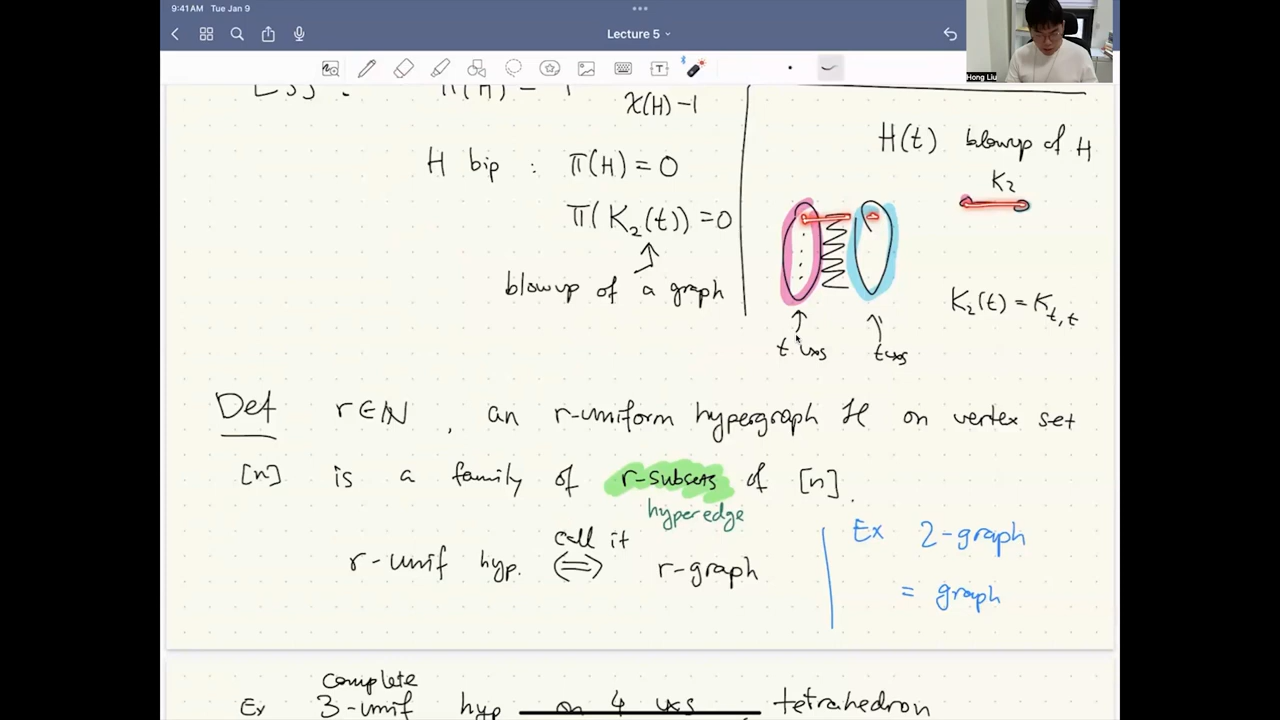 9:41 AM Tue Jan 9
Lecture 5
Hong Liu
π(H) = 1
χ(H) - 1
H bip : π(H) = 0
π(K₂(t)) = 0
blowup of a graph
H(t) blowup of H
K₂
K₂(t) = K_{t,t}
t vxs
t vxs
Def r ∈ ℕ, an r-uniform hypergraph H on vertex set
[n] is a family of r-subsets of [n].
hyperedge
call it
r-unif hyp. ⟺ r-graph
Ex 2-graph
= graph
complete
Ex 3-unif hyp on 4 vxs tetrahedron